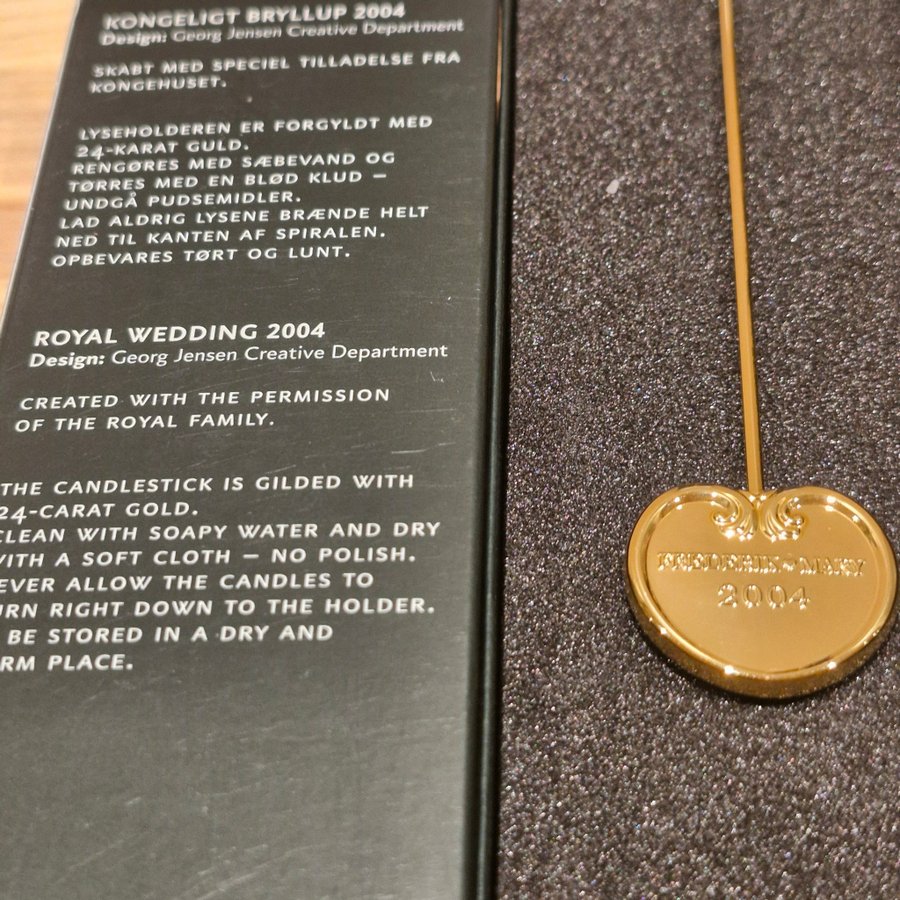 KONGELIGT BRYLLUP 2004
Design: Georg Jensen Creative Department
SKABT MED SPECIEL TILLADELSE FRA
KONGEHUSET.
LYSEHOLDEREN ER FORGYLDT MED
24-KARAT GULD.
RENGØRES MED SÆBEVAND OG
TØRRES MED EN BLØD KLUD –
UNDGÅ PUDSEMIDLER.
LAD ALDRIG LYSENE BRÆNDE HELT
NED TIL KANTEN AF SPIRALEN.
OPBEVARES TØRT OG LUNT.
ROYAL WEDDING 2004
Design: Georg Jensen Creative Department
CREATED WITH THE PERMISSION
OF THE ROYAL FAMILY.
THE CANDLESTICK IS GILDED WITH
24-CARAT GOLD.
CLEAN WITH SOAPY WATER AND DRY
WITH A SOFT CLOTH – NO POLISH.
EVER ALLOW THE CANDLES TO
URN RIGHT DOWN TO THE HOLDER.
BE STORED IN A DRY AND
RM PLACE.
FREDERIK MARY
2004